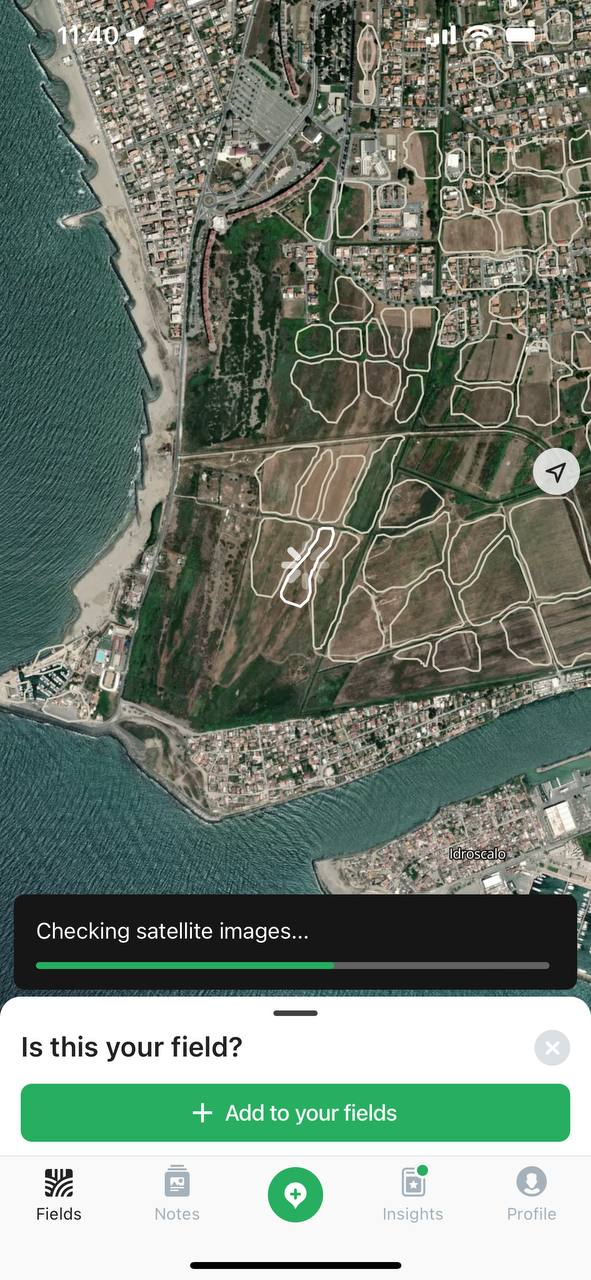 11:40
Idroscalo
Checking satellite images...
Is this your field?
Add to your fields
Fields
Notes
Insights
Profile